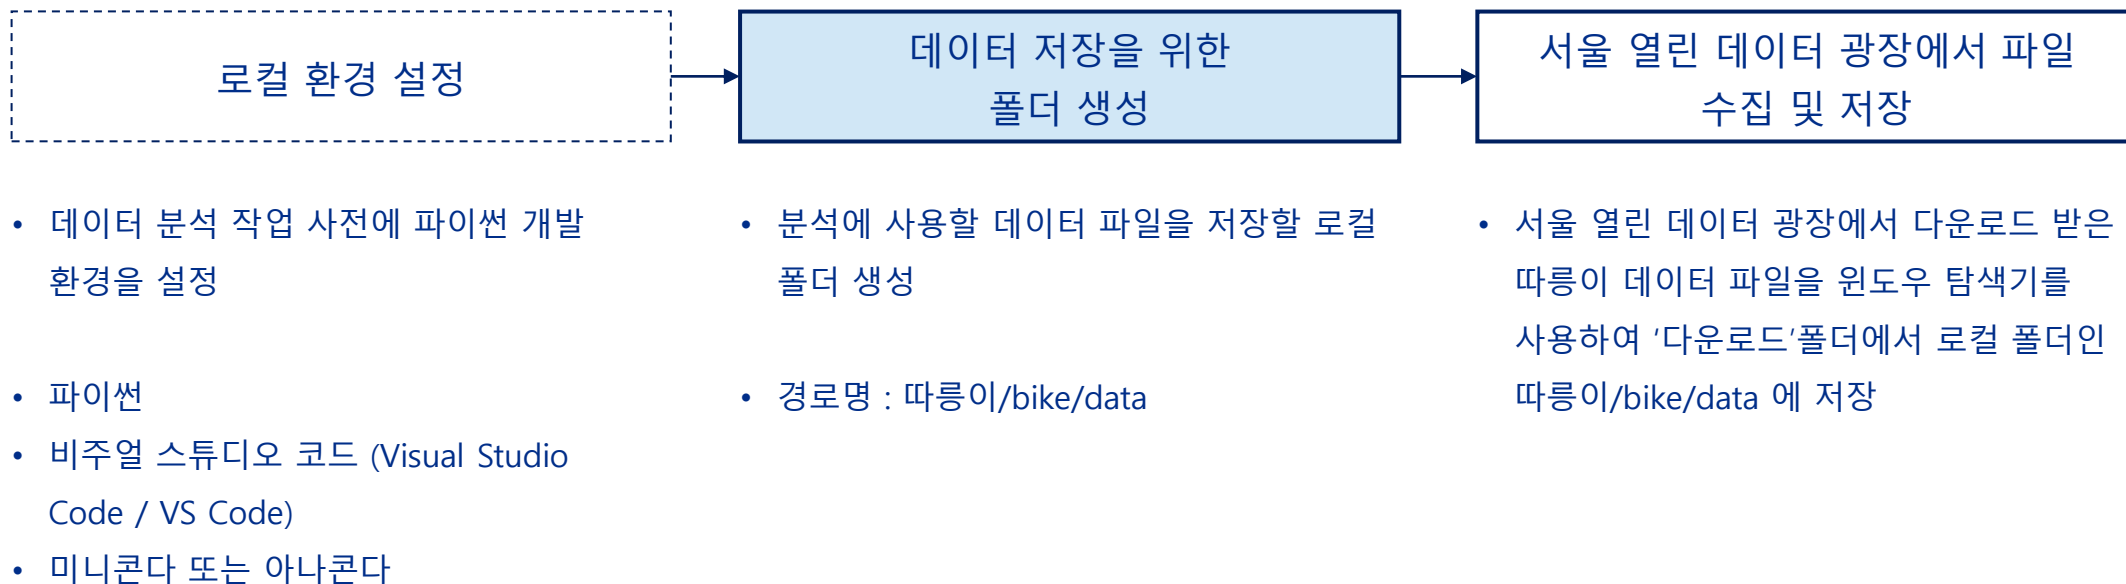 로컬 환경 설정
데이터 저장을 위한
폴더 생성
서울 열린 데이터 광장에서 파일
수집 및 저장
• 데이터 분석 작업 사전에 파이썬 개발
환경을 설정
• 파이썬
• 비주얼 스튜디오 코드 (Visual Studio
Code / VS Code)
• 미니콘다 또는 아나콘다
• 분석에 사용할 데이터 파일을 저장할 로컬
폴더 생성
• 경로명 : 따릉이/bike/data
• 서울 열린 데이터 광장에서 다운로드 받은
따릉이 데이터 파일을 윈도우 탐색기를
사용하여 ‘다운로드’폴더에서 로컬 폴더인
따릉이/bike/data 에 저장